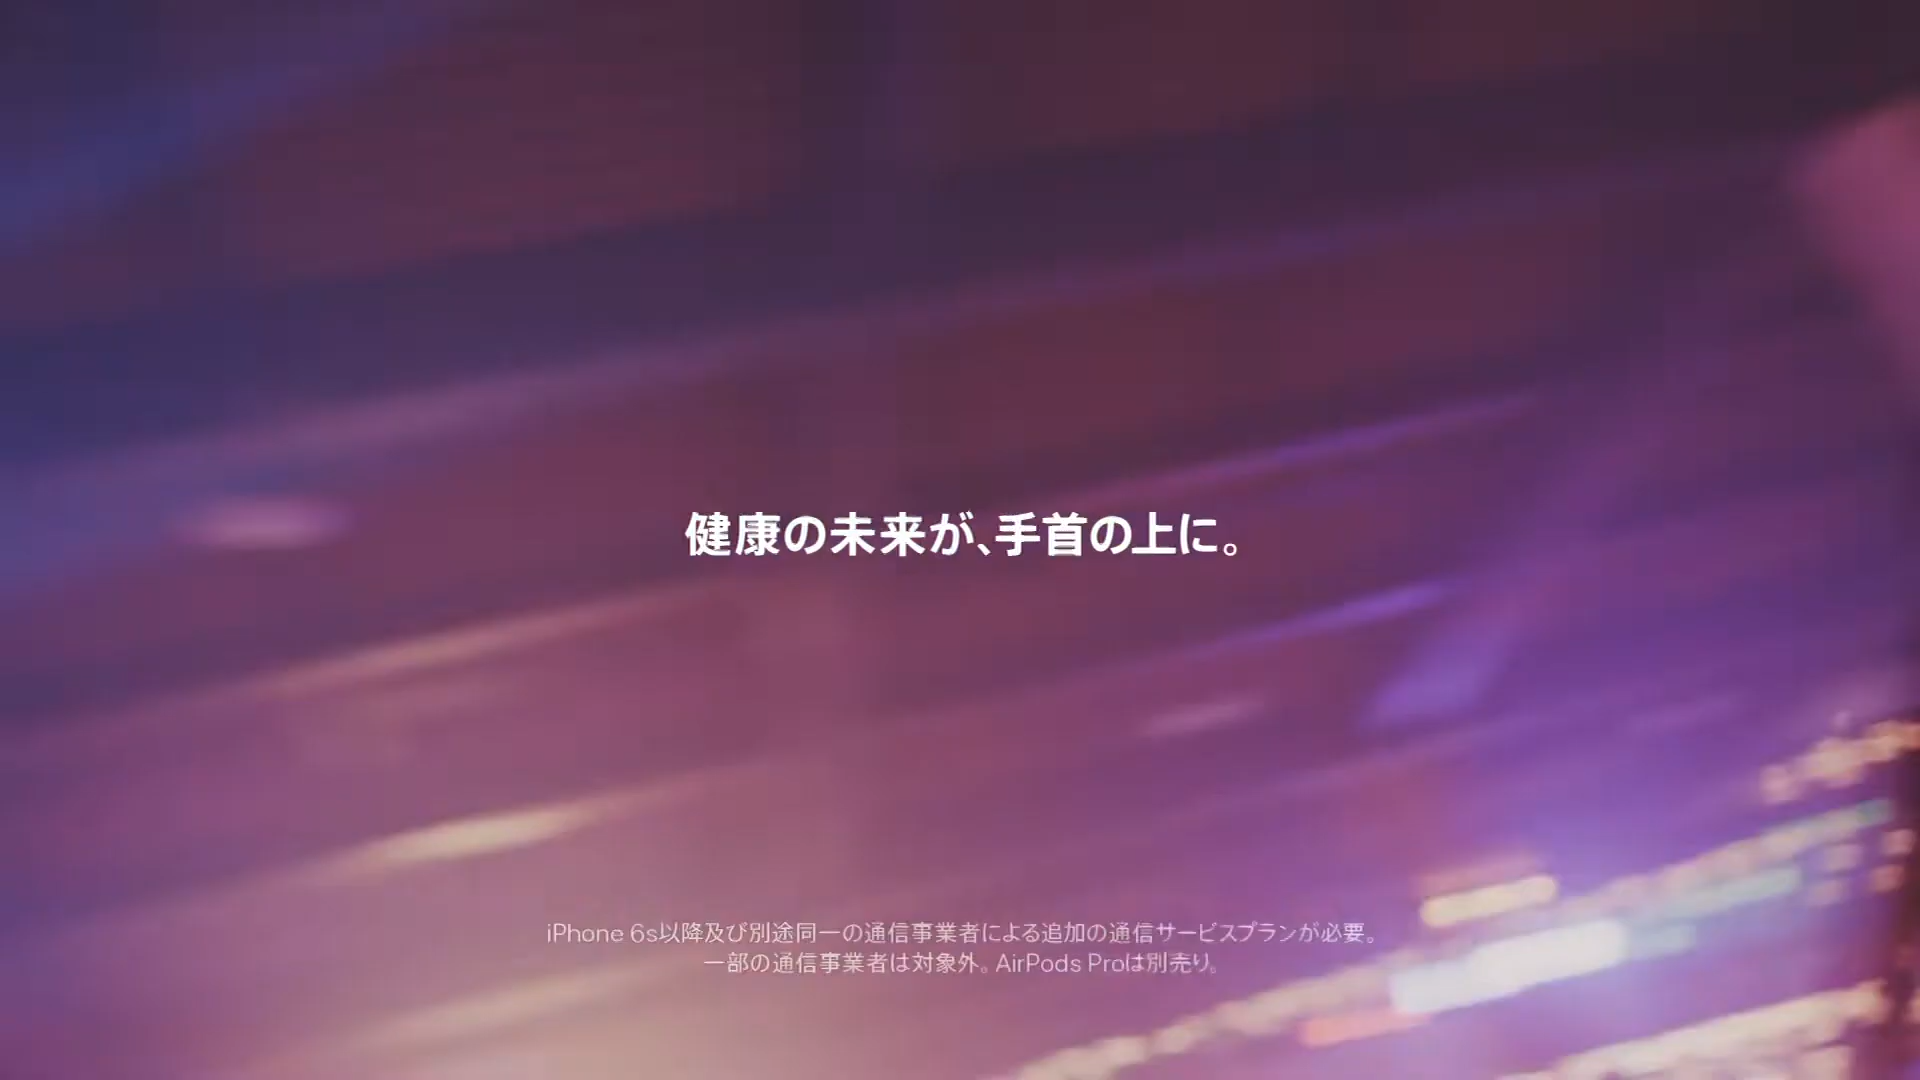 健康の未来が、手首の上に。
iPhone 6s以降及び別途同一の通信事業者による追加の通信サービスプランが必要。
一部の通信事業者は対象外。AirPods Proは別売り。